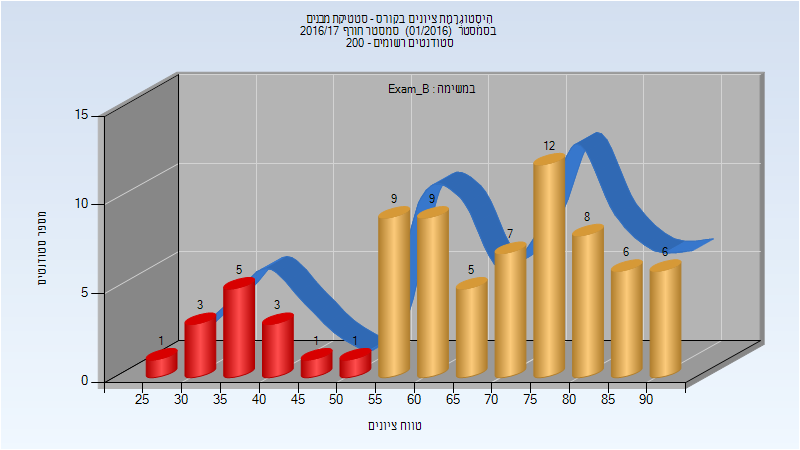 היסטוגרמת ציונים בקורס - סטטיקת מבנים
בסמסטר (01/2016) סמסטר חורף 2016/17
סטודנטים רשומים - 200
במשימה : Exam_B
מספר סטודנטים
15
10
5
0
1
3
5
3
1
1
9
9
5
7
12
8
6
6
25 30 35 40 45 50 55 60 65 70 75 80 85 90
טווח ציונים